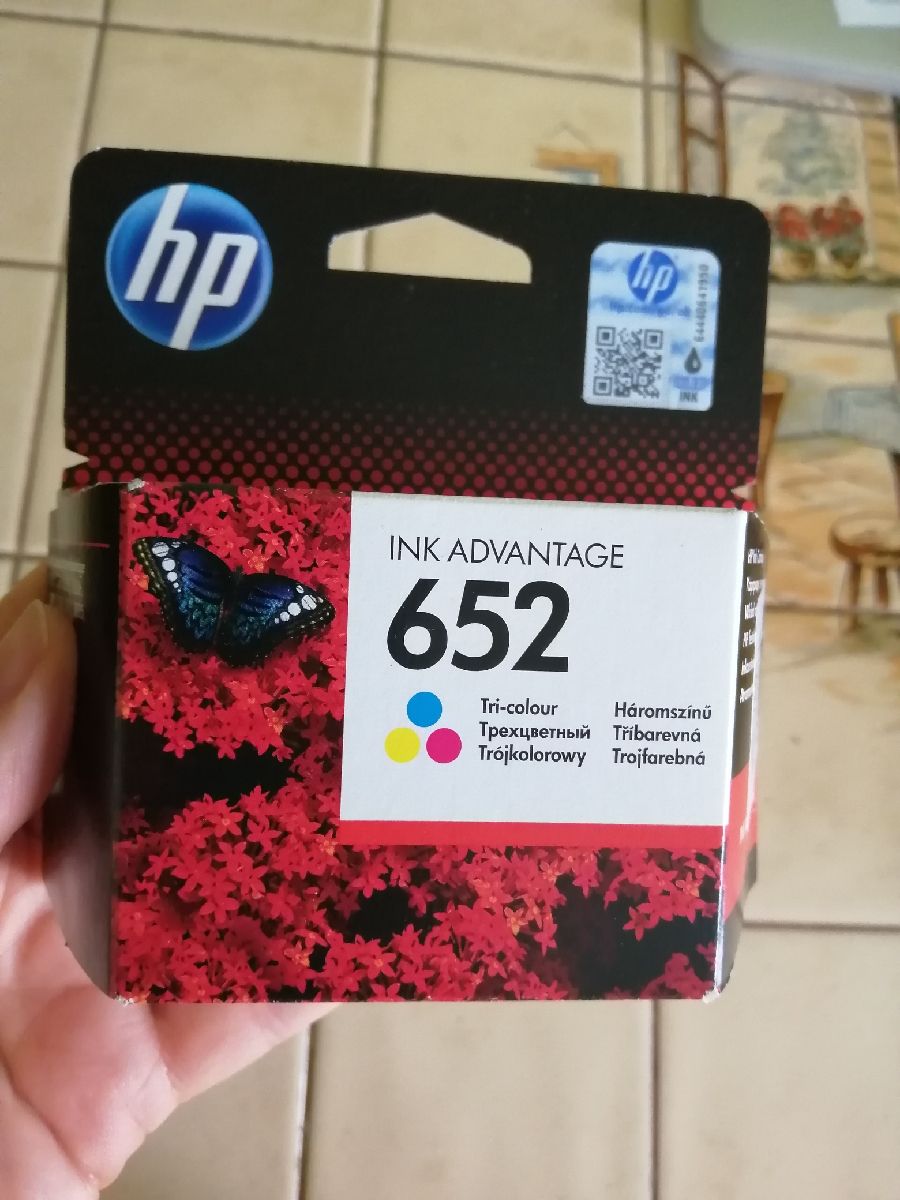 hp
hp
INK
INK ADVANTAGE
652
Tri-colour
Трехцветный
Trójkolorowy
Háromszínű
Tříbarevná
Trojfarebná